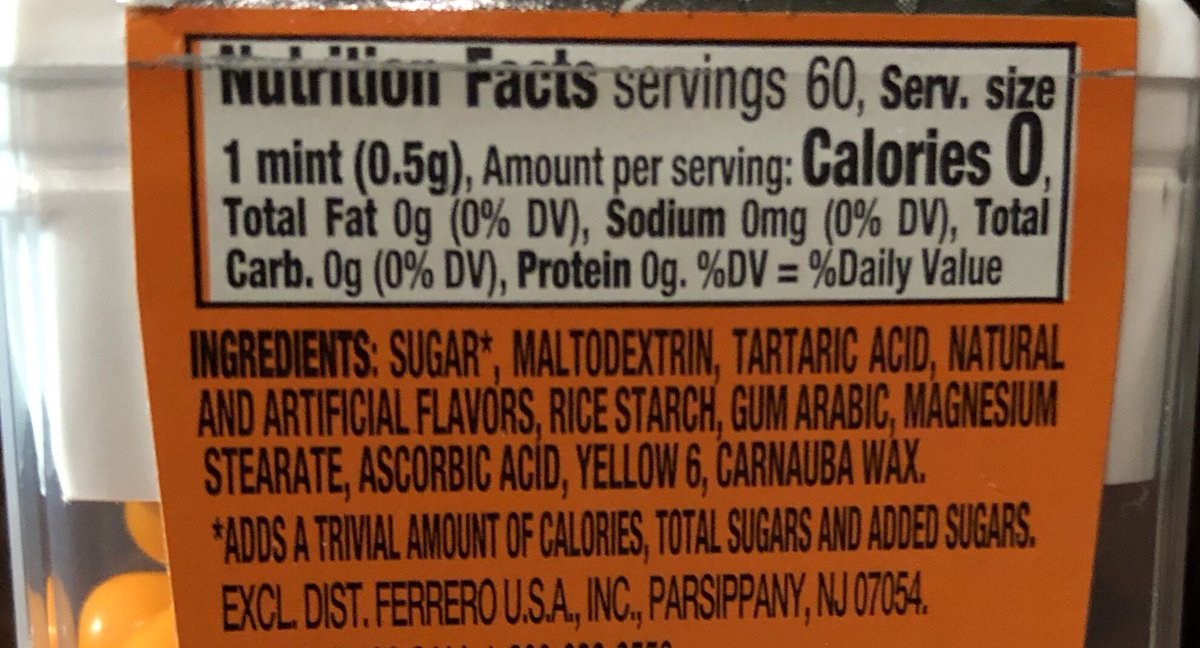 Nutrition Facts servings 60, Serv. size
1 mint (0.5g), Amount per serving: Calories 0,
Total Fat 0g (0% DV), Sodium 0mg (0% DV), Total
Carb. 0g (0% DV), Protein 0g. %DV = %Daily Value
INGREDIENTS: SUGAR*, MALTODEXTRIN, TARTARIC ACID, NATURAL
AND ARTIFICIAL FLAVORS, RICE STARCH, GUM ARABIC, MAGNESIUM
STEARATE, ASCORBIC ACID, YELLOW 6, CARNAUBA WAX.
*ADDS A TRIVIAL AMOUNT OF CALORIES, TOTAL SUGARS AND ADDED SUGARS.
EXCL. DIST. FERRERO U.S.A., INC., PARSIPPANY, NJ 07054.